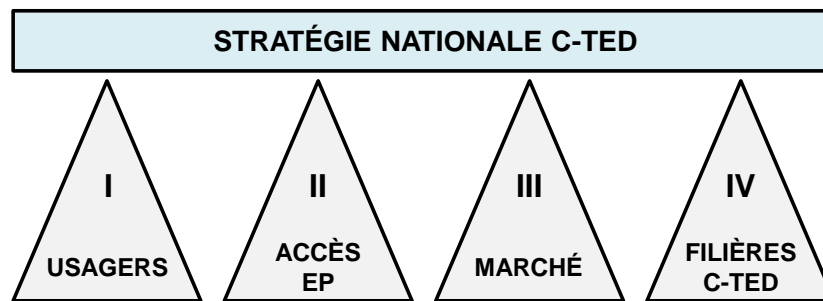 STRATÉGIE NATIONALE C-TED
I
II
III
IV
USAGERS
ACCÈS
EP
MARCHÉ
FILIÈRES
C-TED